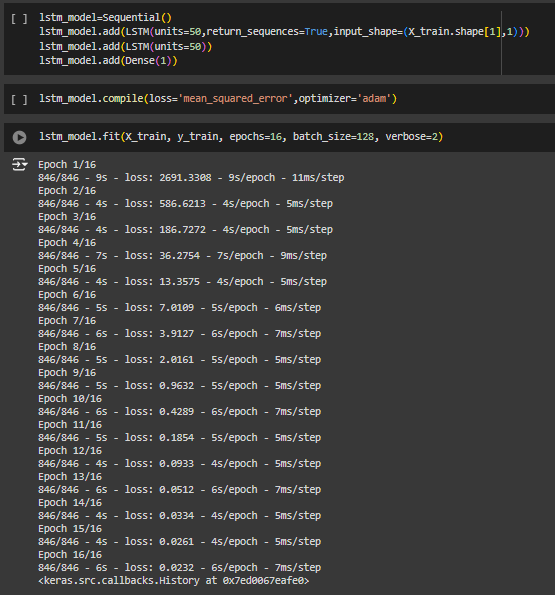 [ ] lstm_model=Sequential()
lstm_model.add(LSTM(units=50,return_sequences=True,input_shape=(X_train.shape[1],1)))
lstm_model.add(LSTM(units=50))
lstm_model.add(Dense(1))
[ ] lstm_model.compile(loss='mean_squared_error',optimizer='adam')
lstm_model.fit(X_train, y_train, epochs=16, batch_size=128, verbose=2)
Epoch 1/16
846/846 - 9s - loss: 2691.3308 - 9s/epoch - 11ms/step
Epoch 2/16
846/846 - 4s - loss: 586.6213 - 4s/epoch - 5ms/step
Epoch 3/16
846/846 - 4s - loss: 186.7272 - 4s/epoch - 5ms/step
Epoch 4/16
846/846 - 7s - loss: 36.2754 - 7s/epoch - 9ms/step
Epoch 5/16
846/846 - 4s - loss: 13.3575 - 4s/epoch - 5ms/step
Epoch 6/16
846/846 - 5s - loss: 7.0109 - 5s/epoch - 6ms/step
Epoch 7/16
846/846 - 6s - loss: 3.9127 - 6s/epoch - 7ms/step
Epoch 8/16
846/846 - 5s - loss: 2.0161 - 5s/epoch - 5ms/step
Epoch 9/16
846/846 - 5s - loss: 0.9632 - 5s/epoch - 5ms/step
Epoch 10/16
846/846 - 6s - loss: 0.4289 - 6s/epoch - 7ms/step
Epoch 11/16
846/846 - 5s - loss: 0.1854 - 5s/epoch - 5ms/step
Epoch 12/16
846/846 - 4s - loss: 0.0933 - 4s/epoch - 5ms/step
Epoch 13/16
846/846 - 6s - loss: 0.0512 - 6s/epoch - 7ms/step
Epoch 14/16
846/846 - 4s - loss: 0.0334 - 4s/epoch - 5ms/step
Epoch 15/16
846/846 - 4s - loss: 0.0261 - 4s/epoch - 5ms/step
Epoch 16/16
846/846 - 6s - loss: 0.0232 - 6s/epoch - 7ms/step
<keras.src.callbacks.History at 0x7ed0067eafe0>